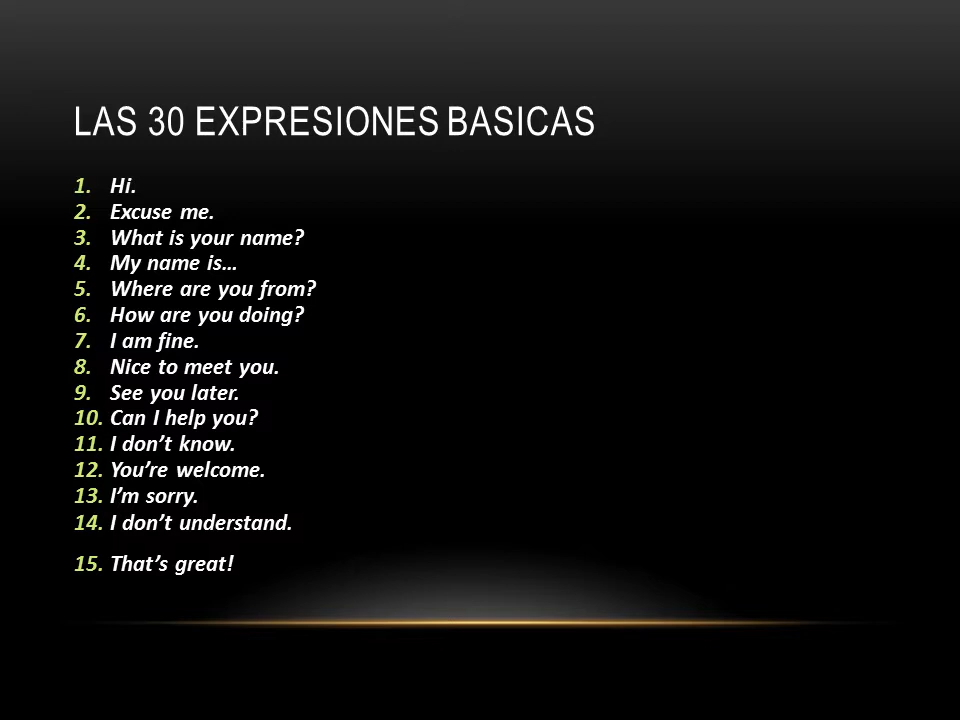 LAS 30 EXPRESIONES BASICAS
1. Hi.
2. Excuse me.
3. What is your name?
4. My name is…
5. Where are you from?
6. How are you doing?
7. I am fine.
8. Nice to meet you.
9. See you later.
10. Can I help you?
11. I don’t know.
12. You’re welcome.
13. I’m sorry.
14. I don’t understand.
15. That’s great!